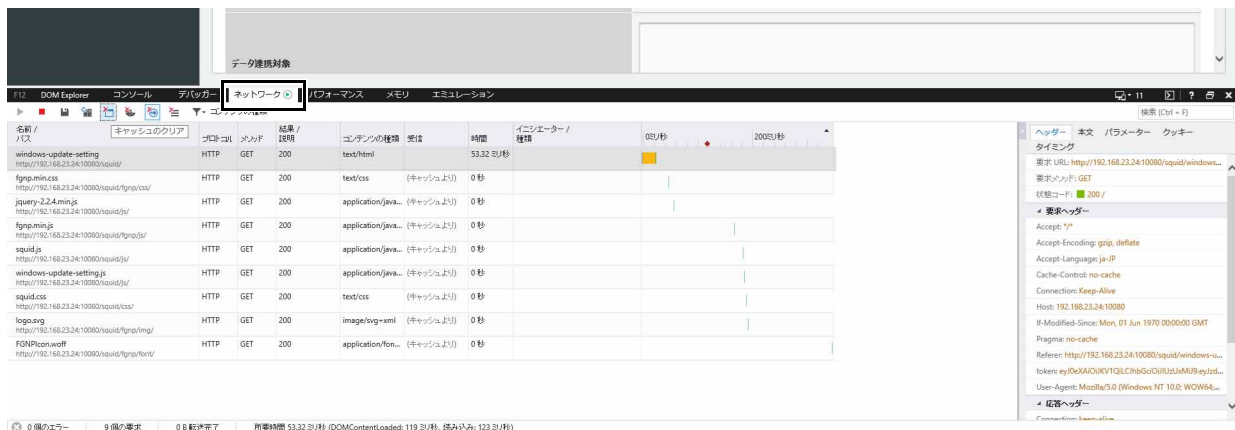 データ連携対象
F12 DOM Explorer コンソール デバッガー ネットワーク パフォーマンス メモリ エミュレーション 11 ?
コンテンツの種類 検索 (Ctrl + F)
キャッシュのクリア
名前 / パス プロトコル メソッド 結果 / 説明 コンテンツの種類 受信 時間 イニシエーター / 種類 0ミリ秒 200ミリ秒
windows-update-setting HTTP GET 200 text/html 53.32 ミリ秒
http://192.168.23.24:10080/squid/
fgnp.min.css HTTP GET 200 text/css (キャッシュより) 0 秒
http://192.168.23.24:10080/squid/fgnp/css/
jquery-2.2.4.min.js HTTP GET 200 application/java... (キャッシュより) 0 秒
http://192.168.23.24:10080/squid/js/
fgnp.min.js HTTP GET 200 application/java... (キャッシュより) 0 秒
http://192.168.23.24:10080/squid/fgnp/js/
squid.js HTTP GET 200 application/java... (キャッシュより) 0 秒
http://192.168.23.24:10080/squid/js/
windows-update-setting.js HTTP GET 200 application/java... (キャッシュより) 0 秒
http://192.168.23.24:10080/squid/js/
squid.css HTTP GET 200 text/css (キャッシュより) 0 秒
http://192.168.23.24:10080/squid/css/
logo.svg HTTP GET 200 image/svg+xml (キャッシュより) 0 秒
http://192.168.23.24:10080/squid/fgnp/img/
FGNPIcon.woff HTTP GET 200 application/fon... (キャッシュより) 0 秒
http://192.168.23.24:10080/squid/fgnp/font/
ヘッダー 本文 パラメーター クッキー
タイミング
要求 URL: http://192.168.23.24:10080/squid/windows...
要求メソッド: GET
状態コード: 200 /
要求ヘッダー
Accept: */*
Accept-Encoding: gzip, deflate
Accept-Language: ja-JP
Cache-Control: no-cache
Connection: Keep-Alive
Host: 192.168.23.24:10080
If-Modified-Since: Mon, 01 Jun 1970 00:00:00 GMT
Pragma: no-cache
Referer: http://192.168.23.24:10080/squid/windows-u...
User-Agent: Mozilla/5.0 (Windows NT 10.0; WOW64;...
応答ヘッダー
Connection: keep-alive
0 個のエラー 9 個の要求 0 B 転送完了 所要時間 53.32 ミリ秒 (DOMContentLoaded: 119 ミリ秒, 読み込み: 123 ミリ秒)